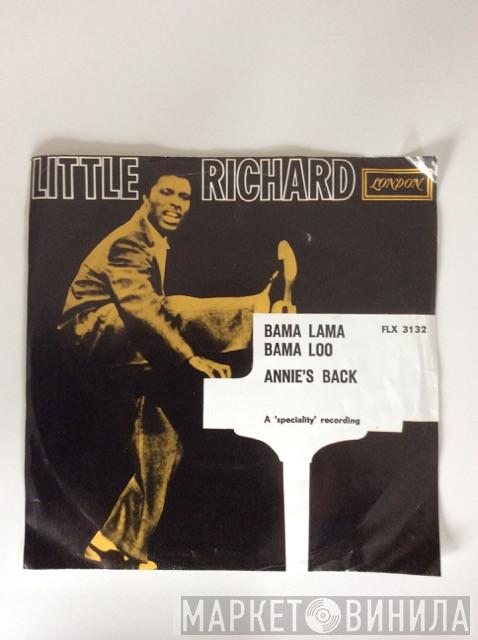 LITTLE RICHARD
LONDON
BAMA LAMA FLX 3132
BAMA LOO
ANNIE'S BACK
A 'speciality' recording
МАРКЕТ ВИНИЛА